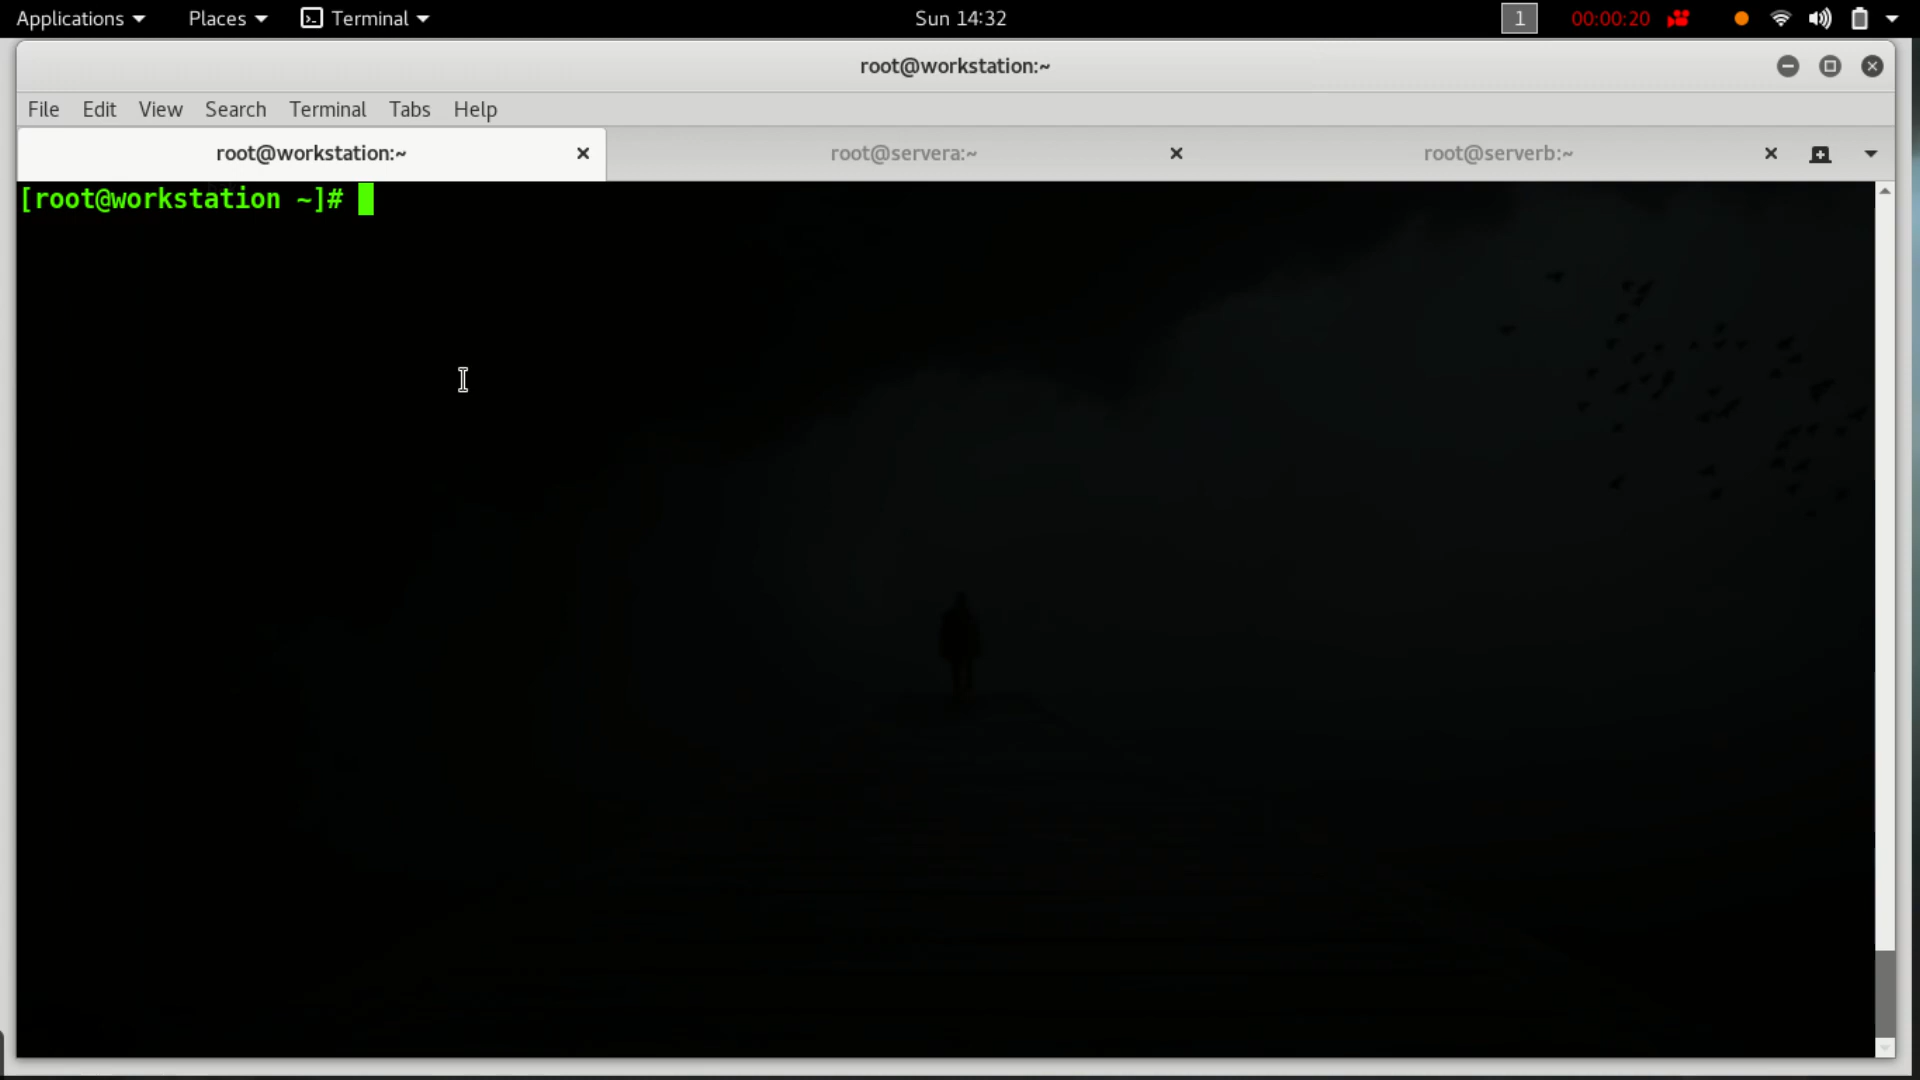 Applications Places Terminal Sun 14:32 1 00:00:20
root@workstation:~
File Edit View Search Terminal Tabs Help
root@workstation:~ root@servera:~ root@serverb:~
[root@workstation ~]#